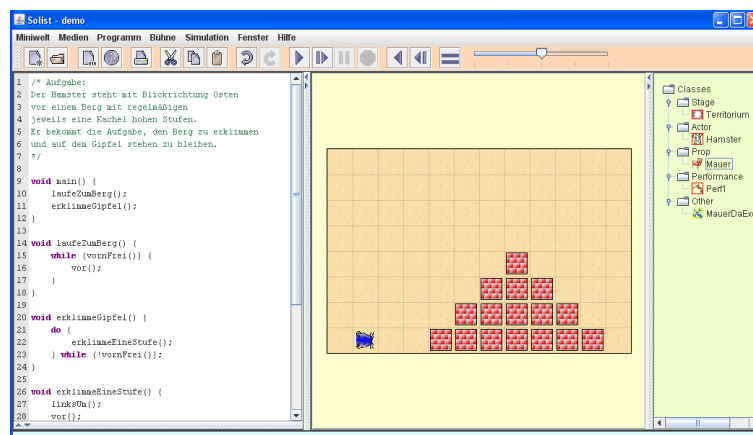 Solist - demo
Miniwelt Medien Programm Bühne Simulation Fenster Hilfe
1 /* Aufgabe:
2 Der Hamster steht mit Blickrichtung Osten
3 vor einem Berg mit regelmäßigen
4 jeweils eine Kachel hohen Stufen.
5 Er bekommt die Aufgabe, den Berg zu erklimmen
6 und auf dem Gipfel stehen zu bleiben.
7 */
8
9 void main() {
10 laufeZumBerg();
11 erklimmeGipfel();
12 }
13
14 void laufeZumBerg() {
15 while (vornFrei()) {
16 vor();
17 }
18 }
19
20 void erklimmeGipfel() {
21 do {
22 erklimmeEineStufe();
23 } while (!vornFrei());
24 }
25
26 void erklimmeEineStufe() {
27 linksUm();
28 vor();
Classes
Stage
Territorium
Actor
Hamster
Prop
Mauer
Performance
Perf1
Other
MauerDaExc